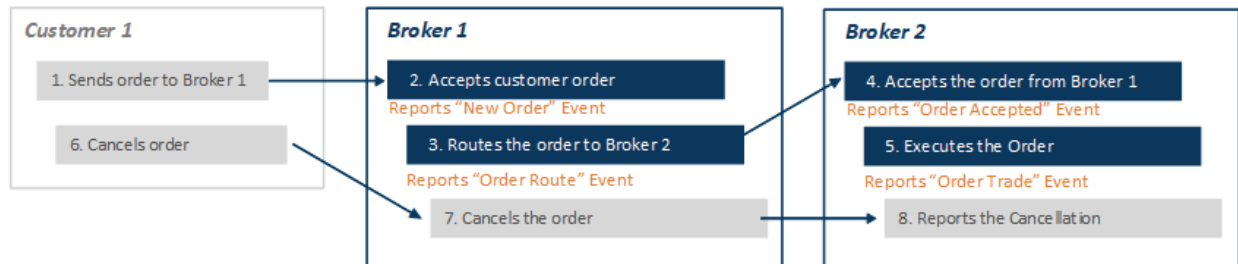 Customer 1
1. Sends order to Broker 1
6. Cancels order
Broker 1
2. Accepts customer order
Reports “New Order” Event
3. Routes the order to Broker 2
Reports “Order Route” Event
7. Cancels the order
Broker 2
4. Accepts the order from Broker 1
Reports “Order Accepted” Event
5. Executes the Order
Reports “Order Trade” Event
8. Reports the Cancellation